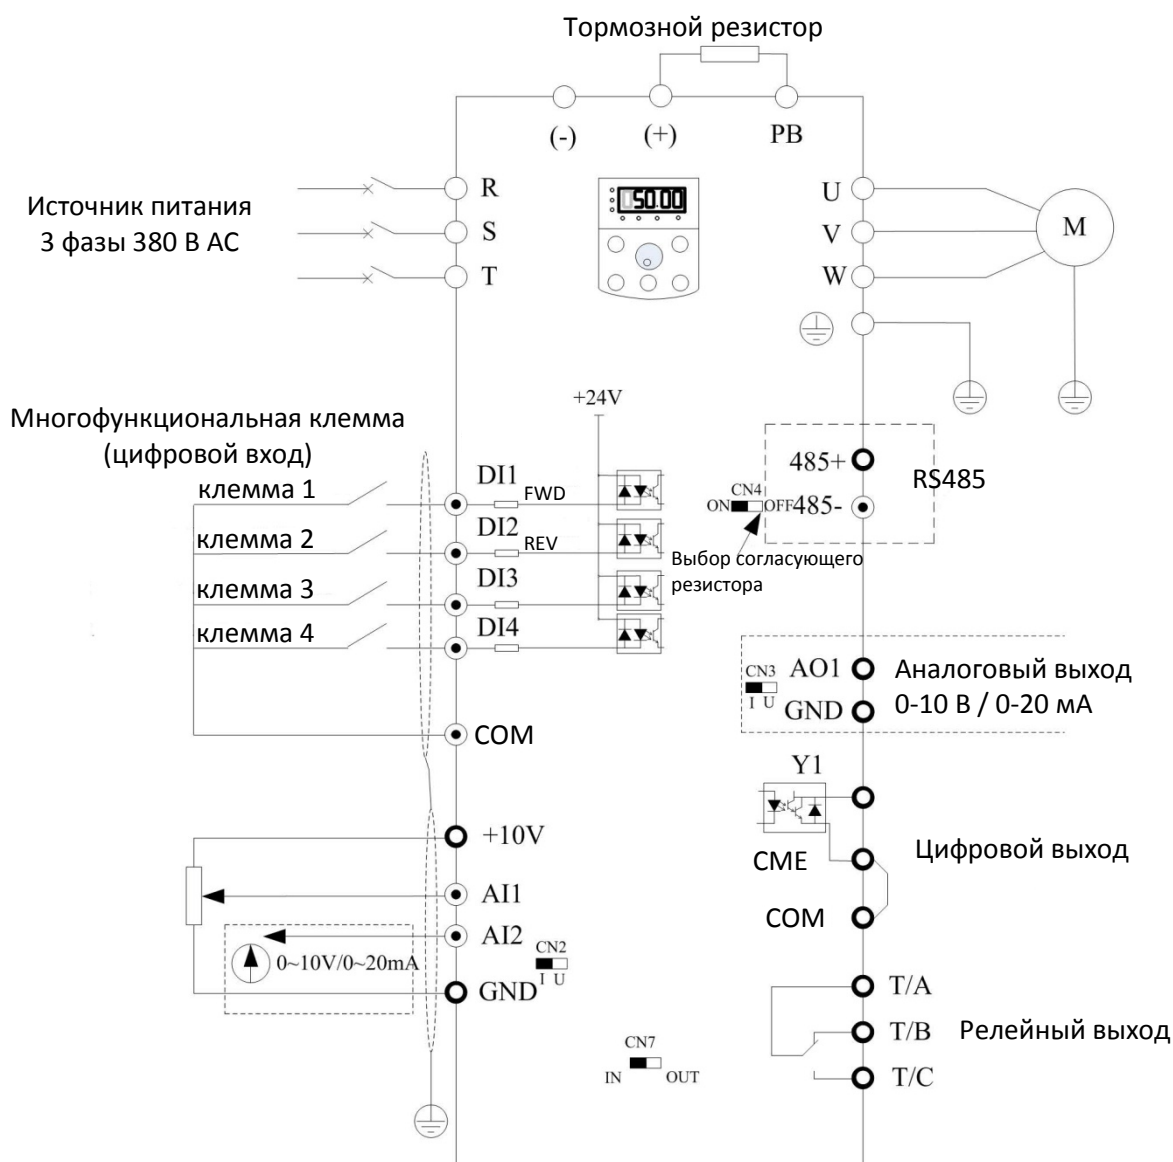 Тормозной резистор
(-)
(+)
PB
Источник питания
3 фазы 380 В AC
R
S
T
50.00
U
V
W
M
Многофункциональная клемма
(цифровой вход)
+24V
клемма 1
DI1
FWD
клемма 2
DI2
REV
клемма 3
DI3
клемма 4
DI4
COM
485+
RS485
CN4
ON
OFF
485-
Выбор согласующего
резистора
CN3
I U
AO1
GND
Аналоговый выход
0-10 В / 0-20 мА
Y1
CME
COM
Цифровой выход
+10V
AI1
AI2
0~10V/0~20mA
CN2
I U
GND
CN7
IN
OUT
T/A
T/B
Релейный выход
T/C